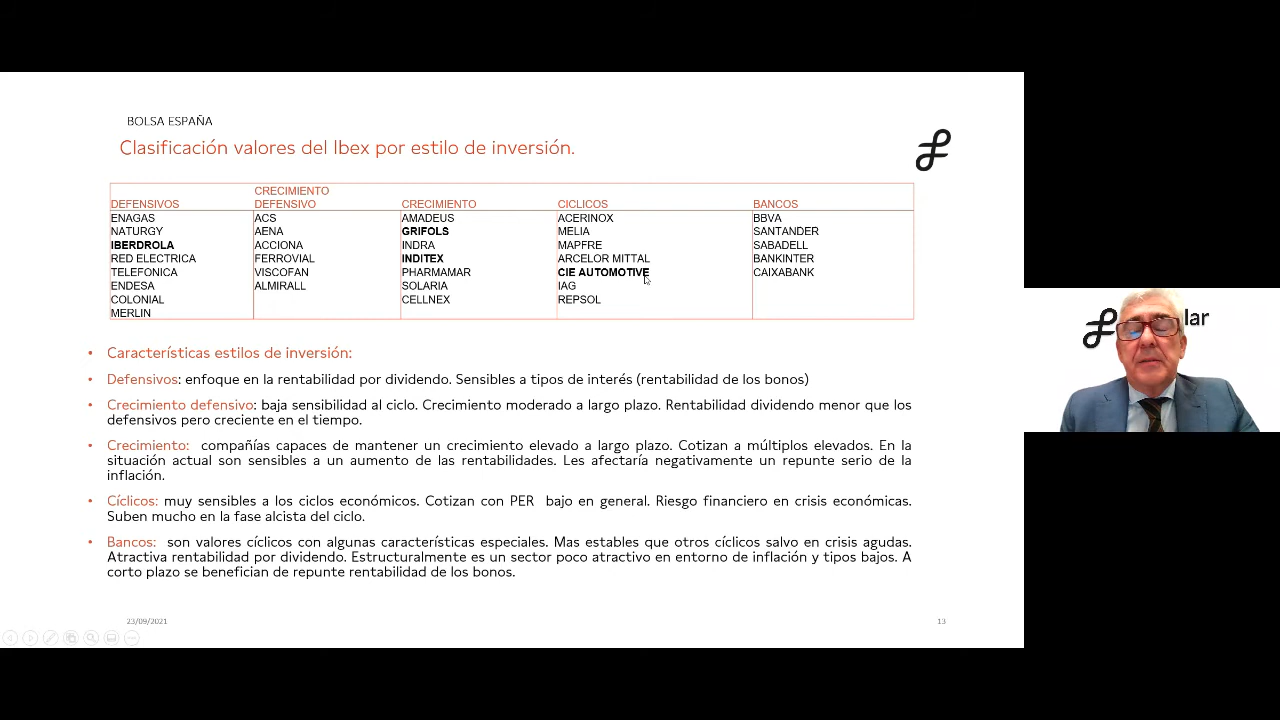 BOLSA ESPAÑA
Clasificación valores del Ibex por estilo de inversión.
DEFENSIVOS CRECIMIENTO DEFENSIVO CRECIMIENTO CICLICOS BANCOS
ENAGAS ACS AMADEUS ACERINOX BBVA
NATURGY AENA GRIFOLS MELIA SANTANDER
IBERDROLA ACCIONA INDRA MAPFRE SABADELL
RED ELECTRICA FERROVIAL INDITEX ARCELOR MITTAL BANKINTER
TELEFONICA VISCOFAN PHARMAMAR CIE AUTOMOTIVE CAIXABANK
ENDESA ALMIRALL SOLARIA IAG
COLONIAL CELLNEX REPSOL
MERLIN
• Características estilos de inversión:
• Defensivos: enfoque en la rentabilidad por dividendo. Sensibles a tipos de interés (rentabilidad de los bonos)
• Crecimiento defensivo: baja sensibilidad al ciclo. Crecimiento moderado a largo plazo. Rentabilidad dividendo menor que los
defensivos pero creciente en el tiempo.
• Crecimiento: compañías capaces de mantener un crecimiento elevado a largo plazo. Cotizan a múltiplos elevados. En la
situación actual son sensibles a un aumento de las rentabilidades. Les afectaría negativamente un repunte serio de la
inflación.
• Cíclicos: muy sensibles a los ciclos económicos. Cotizan con PER bajo en general. Riesgo financiero en crisis económicas.
Suben mucho en la fase alcista del ciclo.
• Bancos: son valores cíclicos con algunas características especiales. Mas estables que otros cíclicos salvo en crisis agudas.
Atractiva rentabilidad por dividendo. Estructuralmente es un sector poco atractivo en entorno de inflación y tipos bajos. A
corto plazo se benefician de repunte rentabilidad de los bonos.
23/09/2021
13
lar